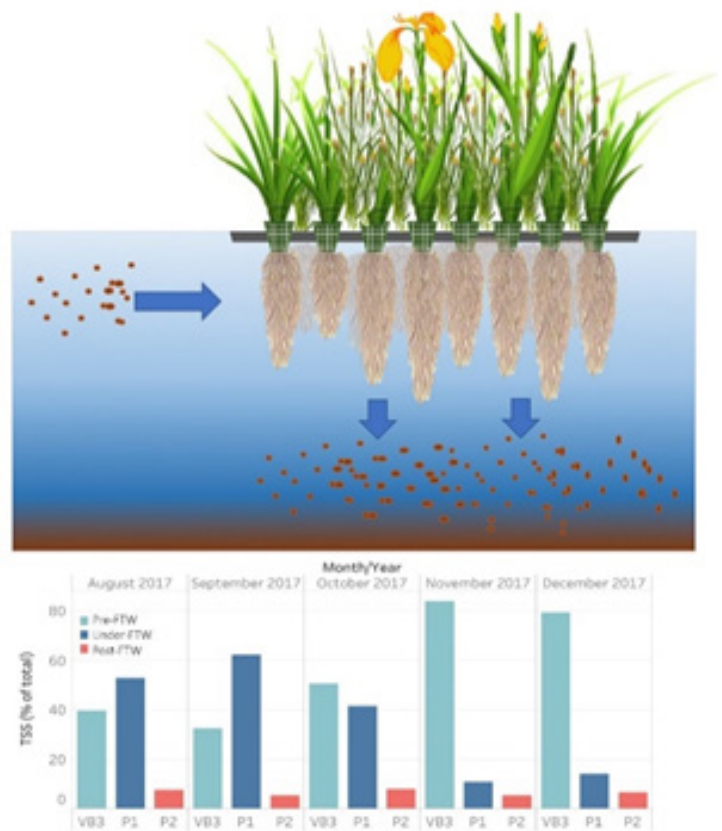 Month/Year
August 2017 September 2017 October 2017 November 2017 December 2017
80
Pre-FTW
Under-FTW
Post-FTW
60
40
20
0
TSS (% of total)
VB3 P1 P2 VB3 P1 P2 VB3 P1 P2 VB3 P1 P2 VB3 P1 P2